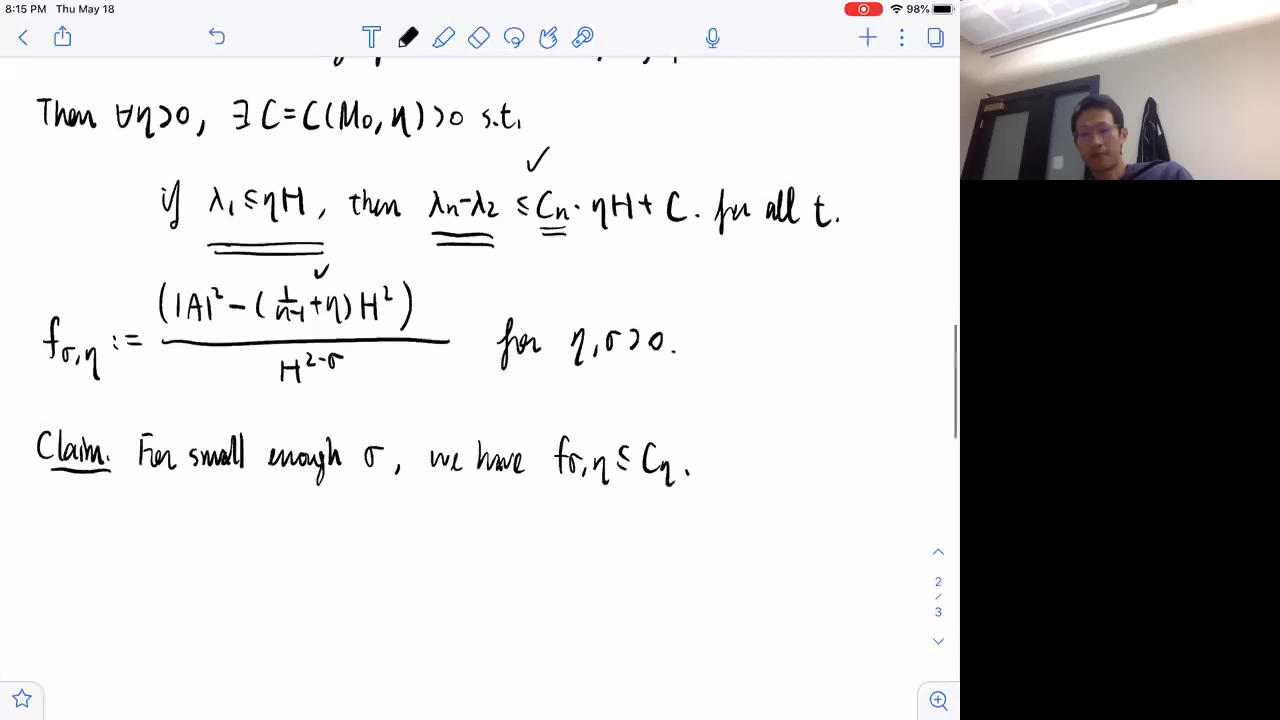 8:15 PM Thu May 18
98%
Then ∀η>0, ∃ C=C(M₀, η)>0 s.t.
if λ₁ ≤ ηH, then λₙ-λ₂ ≤ Cₙ · ηH + C. for all t.
f_{σ,η} := (|A|² - (1/(n-1) + η) H²) / H^{2-σ} for η, σ > 0.
Claim. For small enough σ, we have f_{σ,η} ≤ C_η.
2
/
3